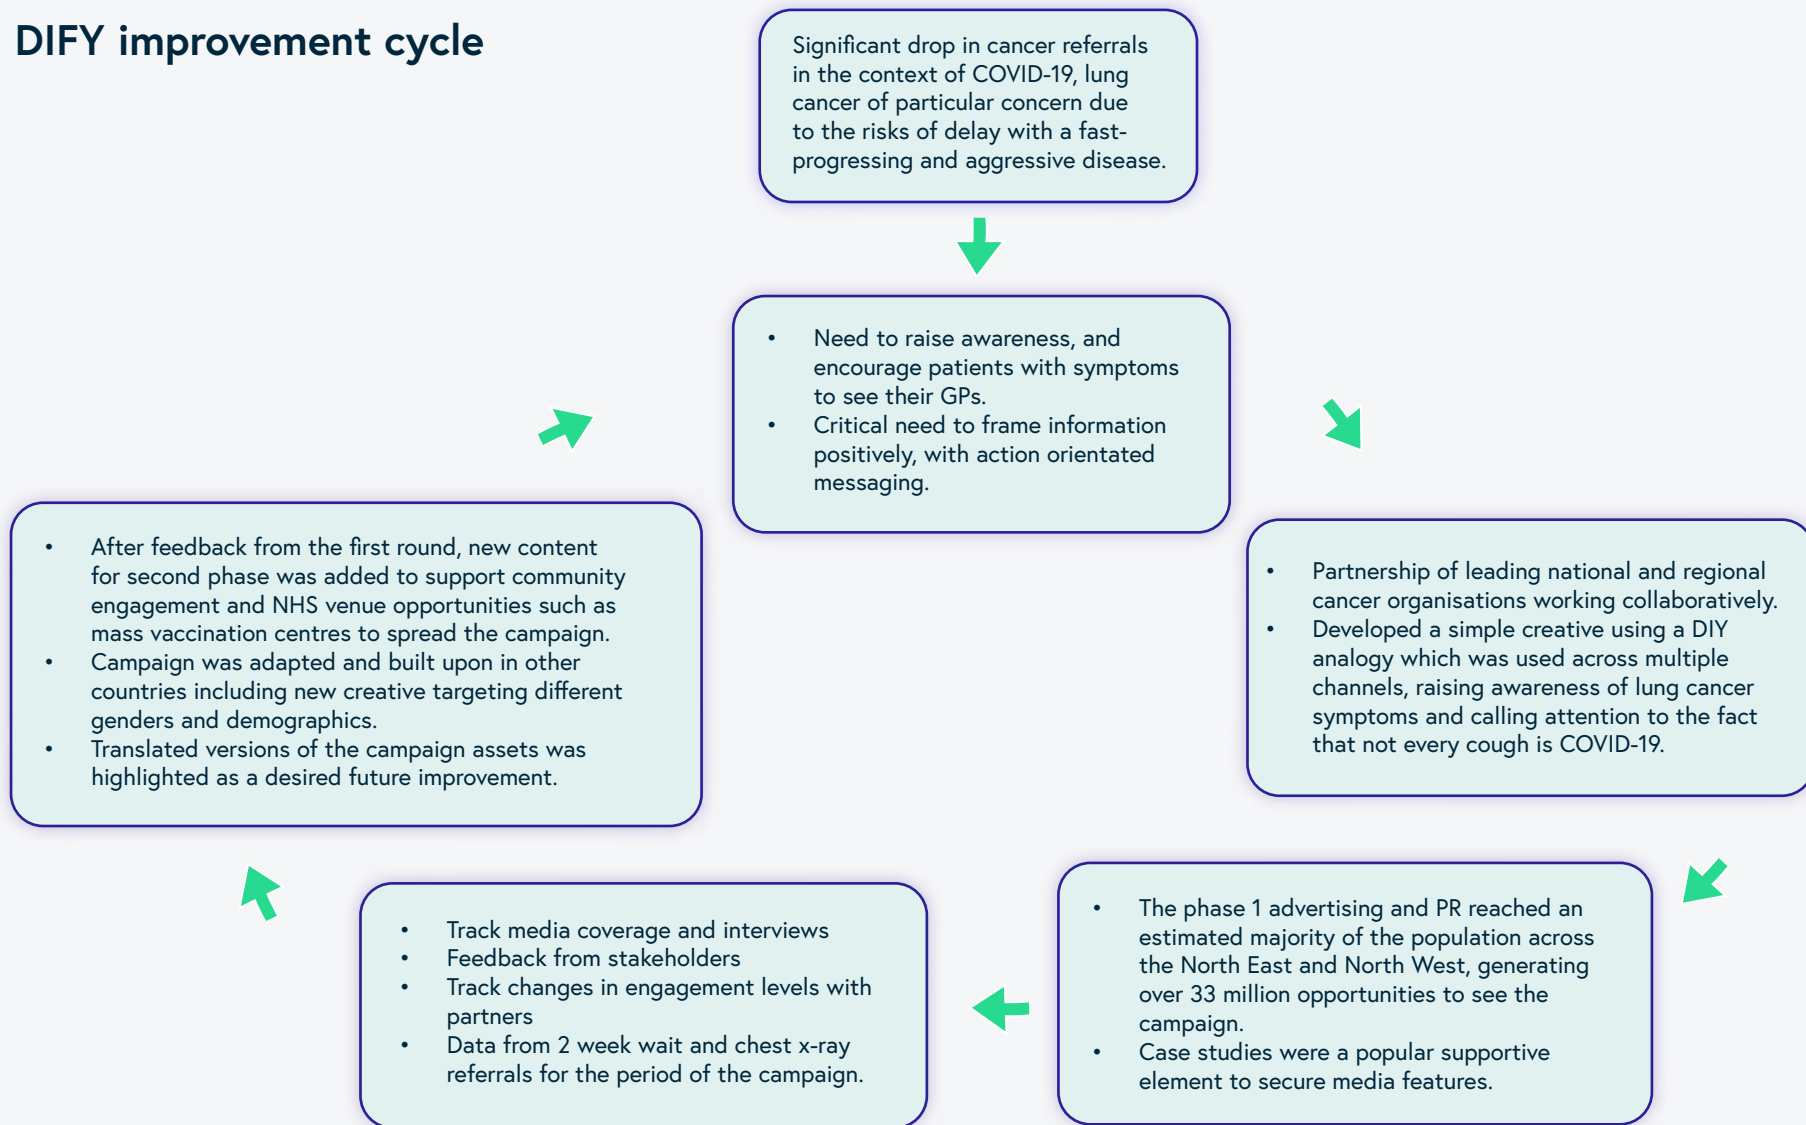 DIFY improvement cycle
Significant drop in cancer referrals
in the context of COVID-19, lung
cancer of particular concern due
to the risks of delay with a fast-
progressing and aggressive disease.
• Need to raise awareness, and
encourage patients with symptoms
to see their GPs.
• Critical need to frame information
positively, with action orientated
messaging.
• Partnership of leading national and regional
cancer organisations working collaboratively.
• Developed a simple creative using a DIY
analogy which was used across multiple
channels, raising awareness of lung cancer
symptoms and calling attention to the fact
that not every cough is COVID-19.
• The phase 1 advertising and PR reached an
estimated majority of the population across
the North East and North West, generating
over 33 million opportunities to see the
campaign.
• Case studies were a popular supportive
element to secure media features.
• Track media coverage and interviews
• Feedback from stakeholders
• Track changes in engagement levels with
partners
• Data from 2 week wait and chest x-ray
referrals for the period of the campaign.
• After feedback from the first round, new content
for second phase was added to support community
engagement and NHS venue opportunities such as
mass vaccination centres to spread the campaign.
• Campaign was adapted and built upon in other
countries including new creative targeting different
genders and demographics.
• Translated versions of the campaign assets was
highlighted as a desired future improvement.